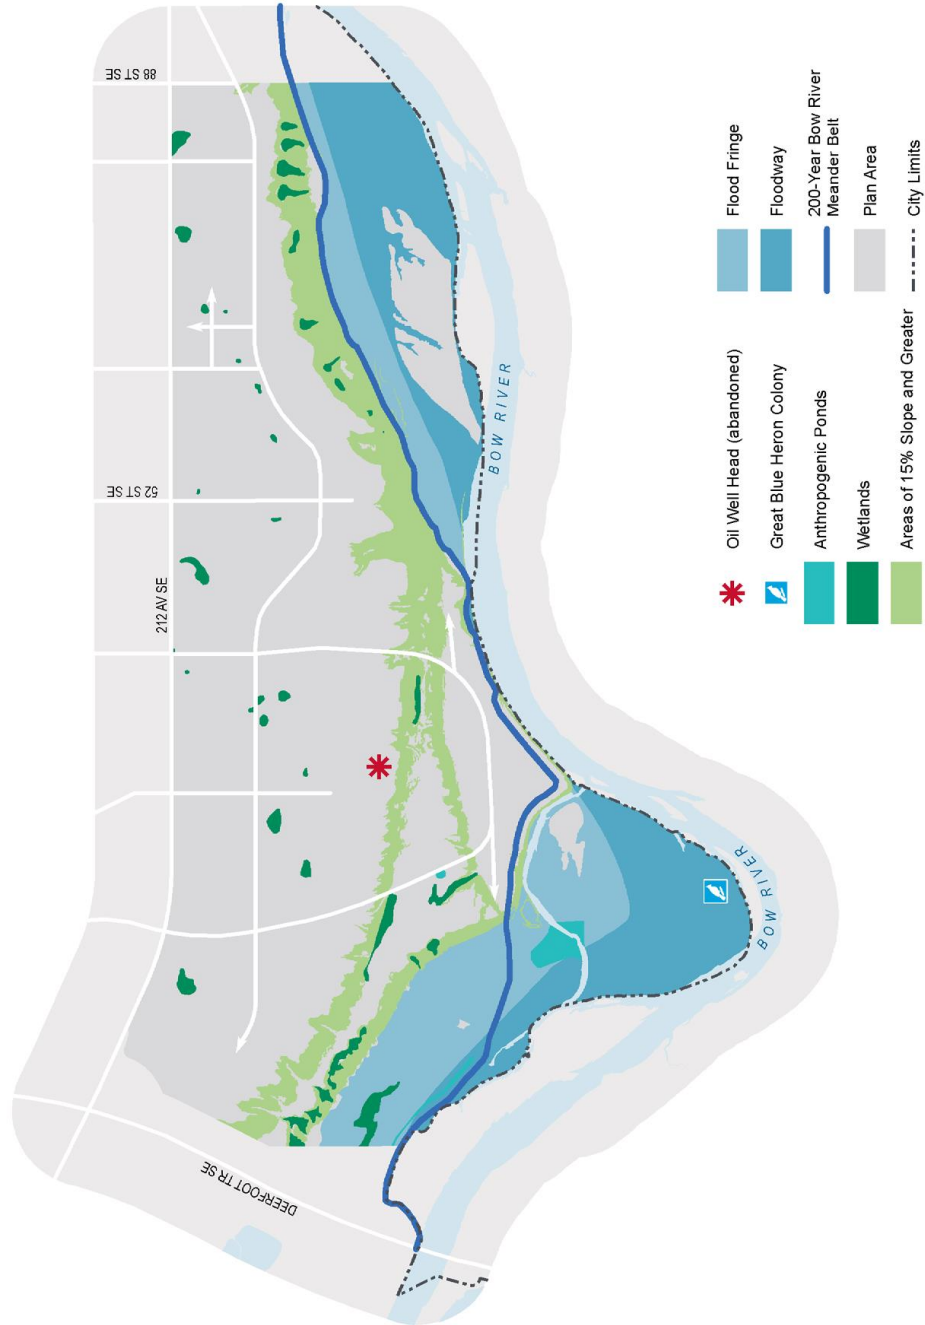 88 ST SE
52 ST SE
212 AV SE
DEERFOOT TR SE
BOW RIVER
BOW RIVER
Oil Well Head (abandoned)
Great Blue Heron Colony
Anthropogenic Ponds
Wetlands
Areas of 15% Slope and Greater
Flood Fringe
Floodway
200-Year Bow River
Meander Belt
Plan Area
City Limits